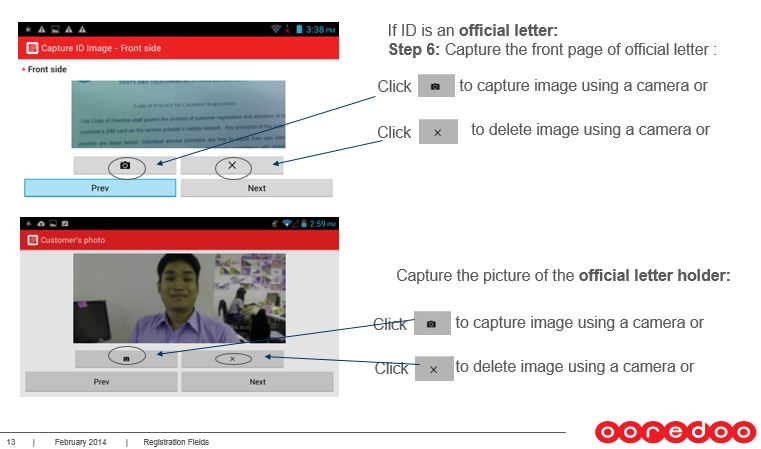 3:38 PM
Capture ID Image - Front side
* Front side
POSTS AND TELECOMMUNICATIONS
Code of Practice for Customer Registration
This Code of Practice shall govern the process of customer registration and activation of
customer's SIM card on the service provider's mobile network. Key principles of the
practice are listed below. Individual service providers are free to adjust their own
Prev
Next
If ID is an official letter:
Step 6: Capture the front page of official letter :
Click to capture image using a camera or
Click to delete image using a camera or
2:59 PM
Customer's photo
Prev
Next
Capture the picture of the official letter holder:
Click to capture image using a camera or
Click to delete image using a camera or
13 | February 2014 | Registration Fields
ooredoo